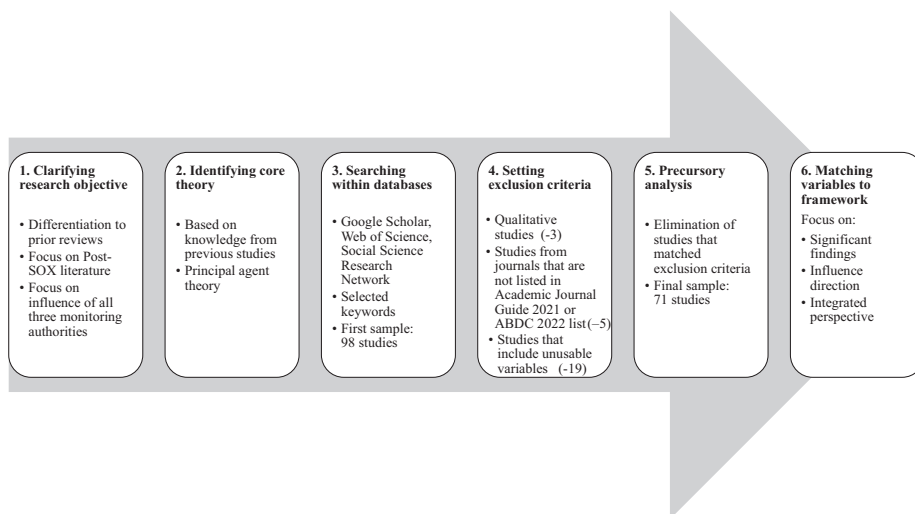 1. Clarifying
research objective
• Differentiation to
prior reviews
• Focus on Post-
SOX literature
• Focus on
influence of all
three monitoring
authorities
2. Identifying core
theory
• Based on
knowledge from
previous studies
• Principal agent
theory
3. Searching
within databases
• Google Scholar,
Web of Science,
Social Science
Research
Network
• Selected
keywords
• First sample:
98 studies
4. Setting
exclusion criteria
• Qualitative
studies (-3)
• Studies from
journals that are
not listed in
Academic Journal
Guide 2021 or
ABDC 2022 list (–5)
• Studies that
include unusable
variables (-19)
5. Precursory
analysis
• Elimination of
studies that
matched
exclusion criteria
• Final sample:
71 studies
6. Matching
variables to
framework
Focus on:
• Significant
findings
• Influence
direction
• Integrated
perspective